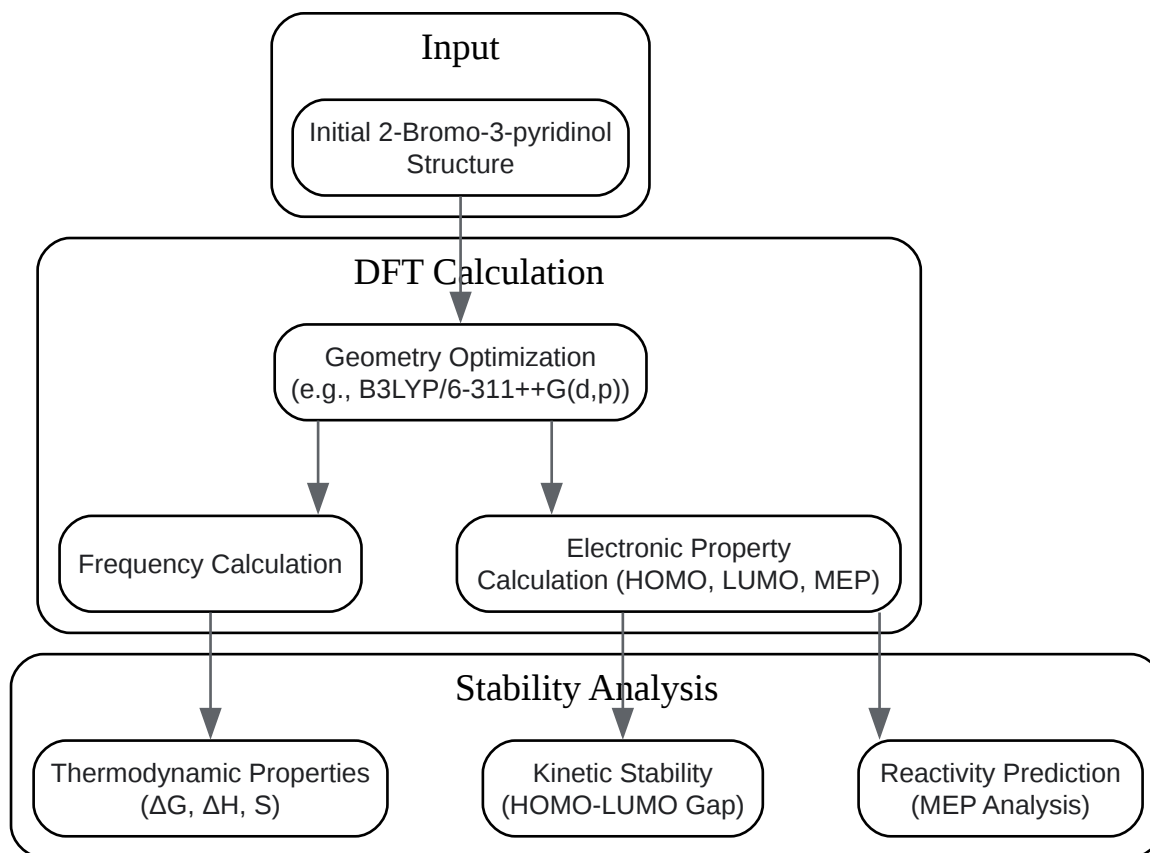 Input
Initial 2-Bromo-3-pyridinol
Structure
DFT Calculation
Geometry Optimization
(e.g., B3LYP/6-311++G(d,p))
Frequency Calculation
Electronic Property
Calculation (HOMO, LUMO, MEP)
Stability Analysis
Thermodynamic Properties
(ΔG, ΔH, S)
Kinetic Stability
(HOMO-LUMO Gap)
Reactivity Prediction
(MEP Analysis)